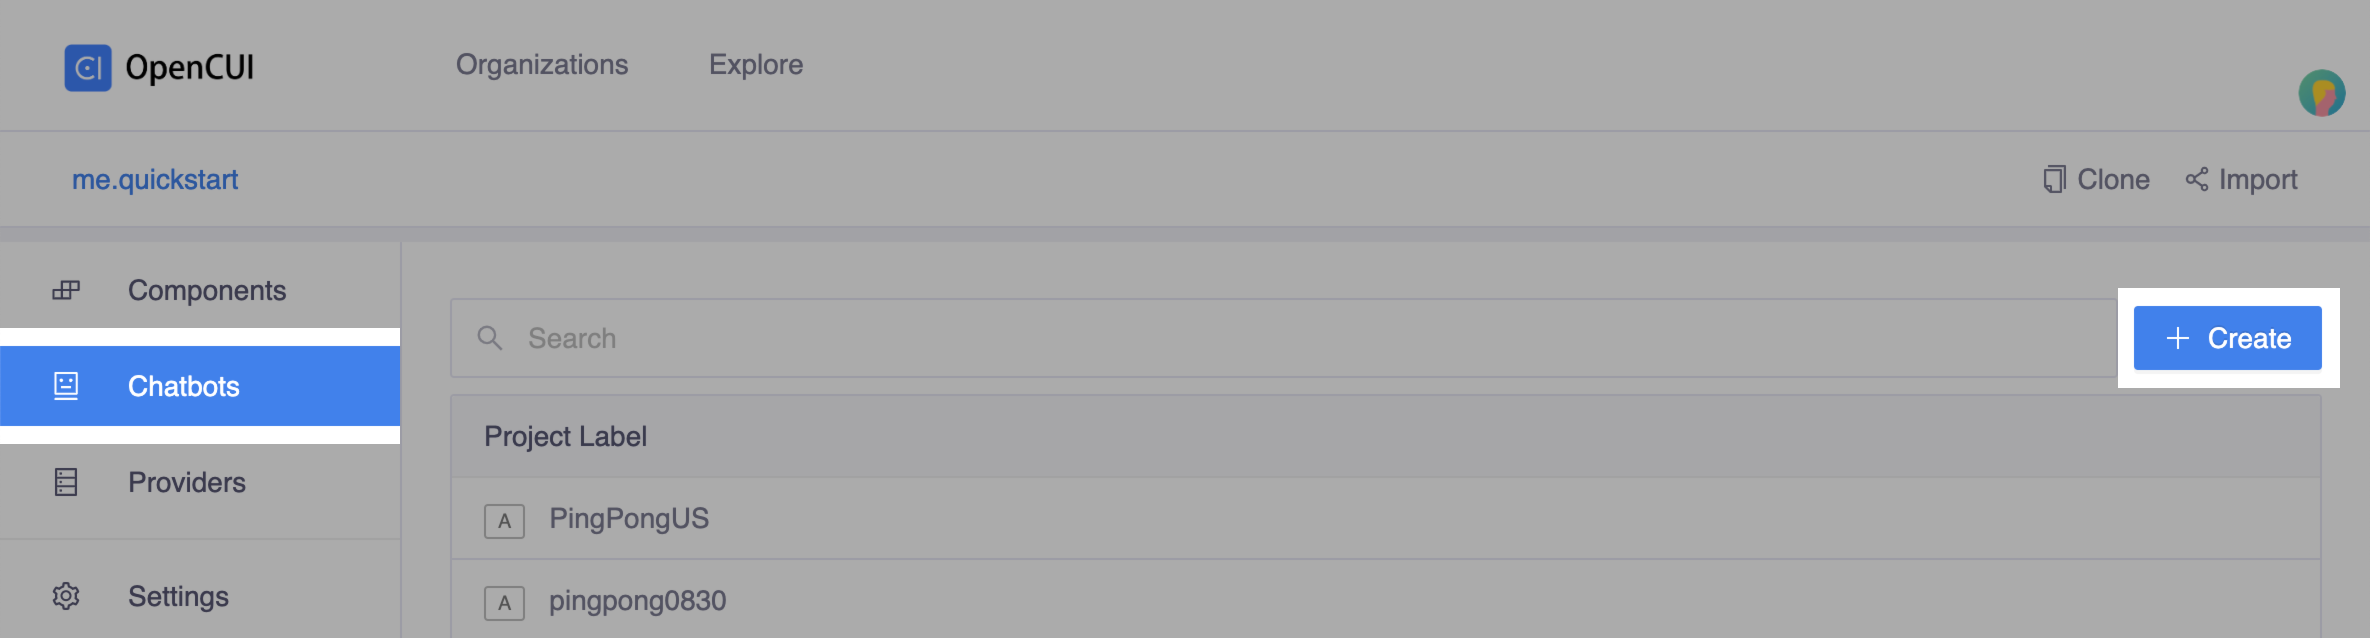 OpenCUI
Organizations
Explore
me.quickstart
Clone
Import
Components
Chatbots
Providers
Settings
Search
Create
Project Label
A PingPongUS
A pingpong0830